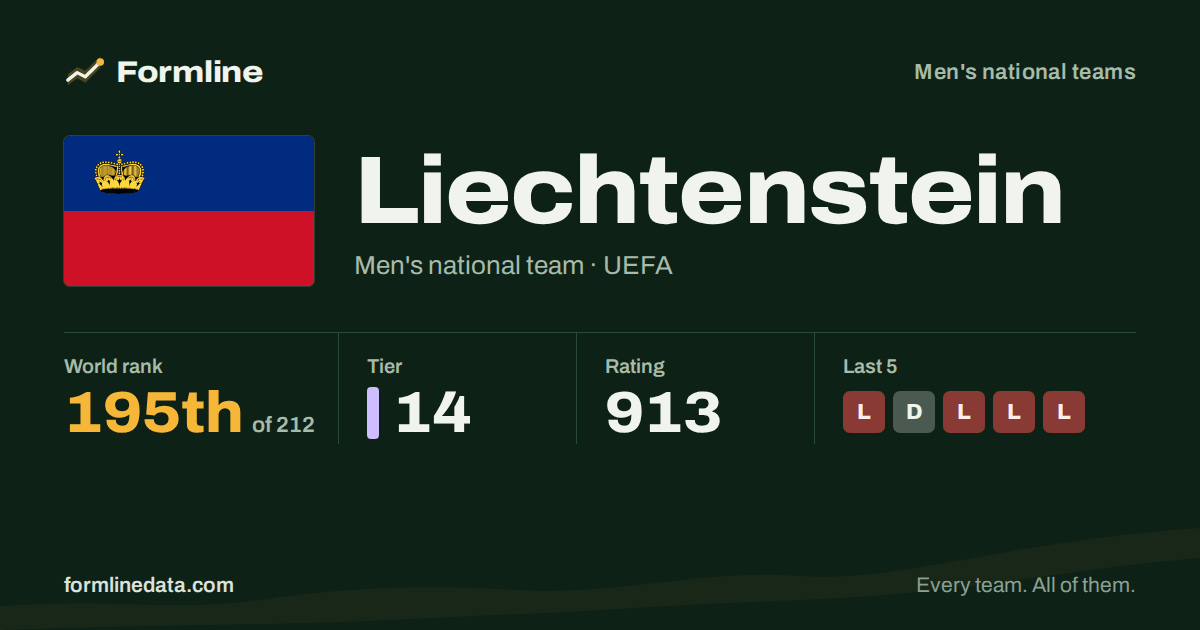 Formline
Men's national teams
Liechtenstein
Men's national team · UEFA
World rank
195th of 212
Tier
14
Rating
913
Last 5
L D L L L
formlinedata.com
Every team. All of them.